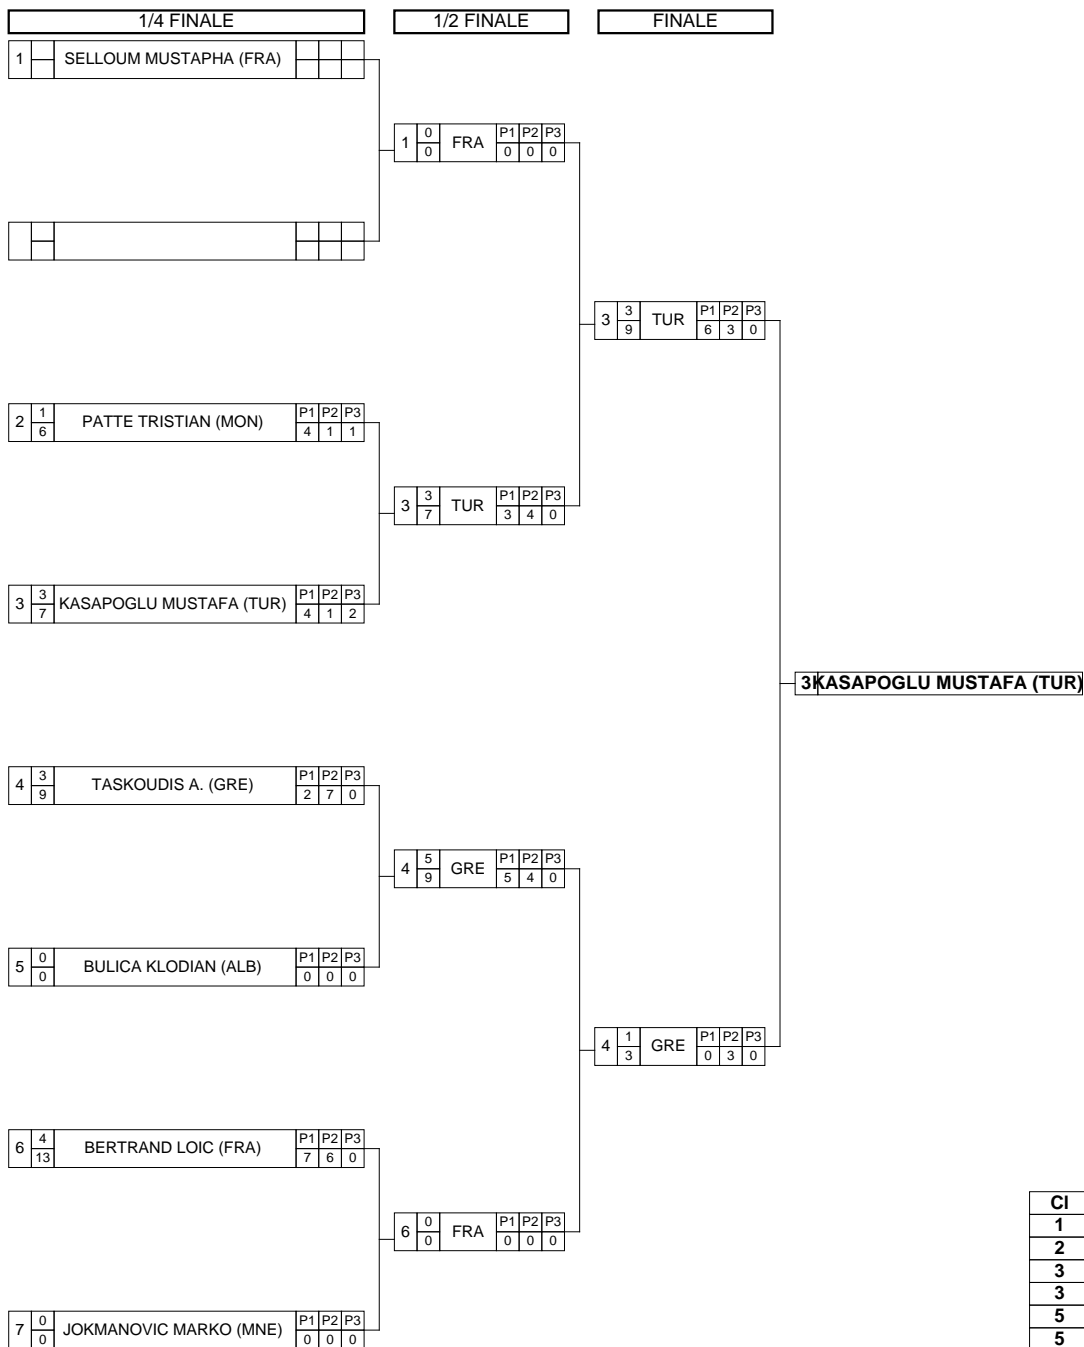 1/4 FINALE 1/2 FINALE FINALE
1 SELLOUM MUSTAPHA (FRA)
1 0 0 FRA P1 P2 P3 0 0 0
3 3 9 TUR P1 P2 P3 6 3 0
2 1 6 PATTE TRISTIAN (MON) P1 P2 P3 4 1 1
3 3 7 TUR P1 P2 P3 3 4 0
3 3 7 KASAPOGLU MUSTAFA (TUR) P1 P2 P3 4 1 2
3 KASAPOGLU MUSTAFA (TUR)
4 3 9 TASKOUDIS A. (GRE) P1 P2 P3 2 7 0
4 5 9 GRE P1 P2 P3 5 4 0
5 0 0 BULICA KLODIAN (ALB) P1 P2 P3 0 0 0
4 1 3 GRE P1 P2 P3 0 3 0
6 4 13 BERTRAND LOIC (FRA) P1 P2 P3 7 6 0
6 0 0 FRA P1 P2 P3 0 0 0
7 0 0 JOKMANOVIC MARKO (MNE) P1 P2 P3 0 0 0
Cl
1
2
3
3
5
5